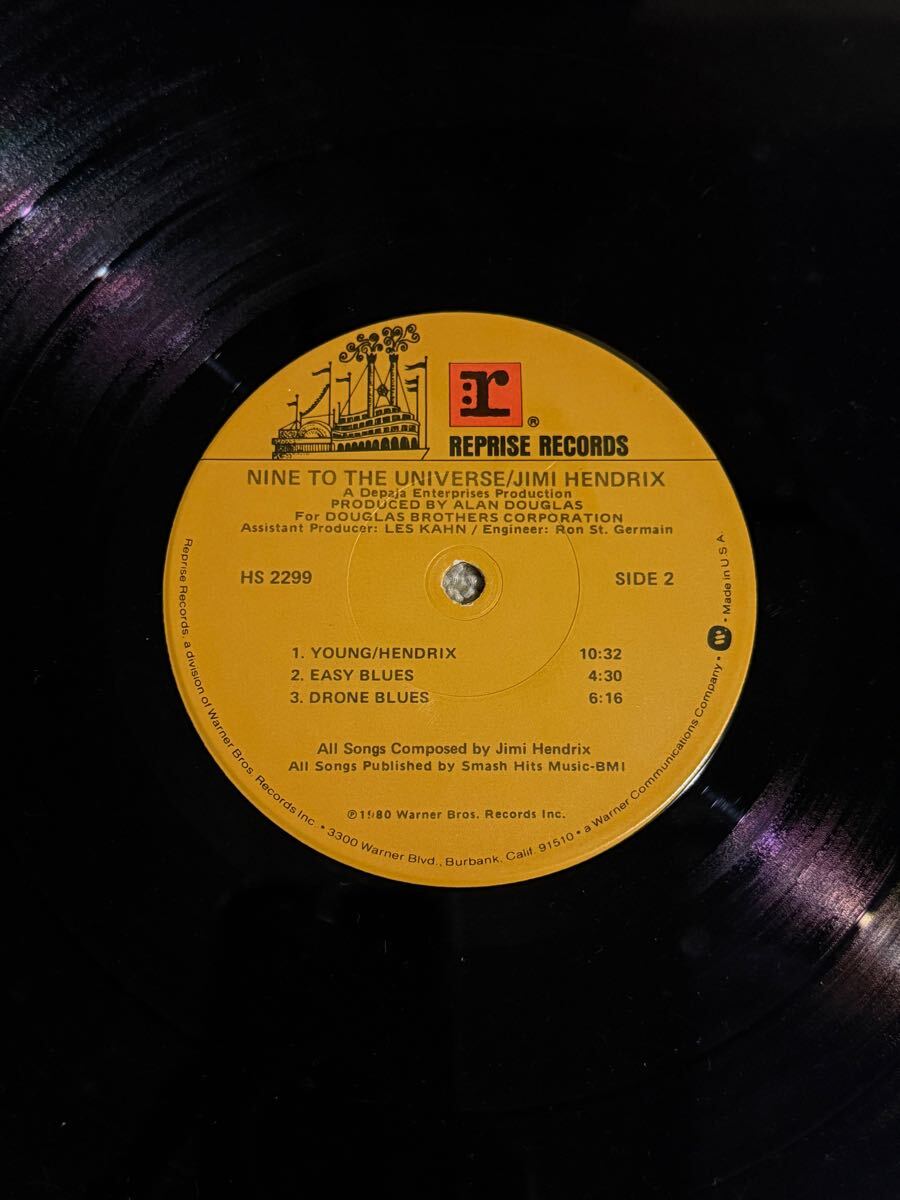 :r
®
REPRISE RECORDS
NINE TO THE UNIVERSE/JIMI HENDRIX
A Depaja Enterprises Production
PRODUCED BY ALAN DOUGLAS
For DOUGLAS BROTHERS CORPORATION
Assistant Producer: LES KAHN / Engineer: Ron St. Germain
HS 2299
SIDE 2
1. YOUNG/HENDRIX 10:32
2. EASY BLUES 4:30
3. DRONE BLUES 6:16
All Songs Composed by Jimi Hendrix
All Songs Published by Smash Hits Music-BMI
℗1980 Warner Bros. Records Inc.
Reprise Records, a division of Warner Bros. Records Inc. • 3300 Warner Blvd., Burbank, Calif. 91510 • a Warner Communications Company • Made in U.S.A.